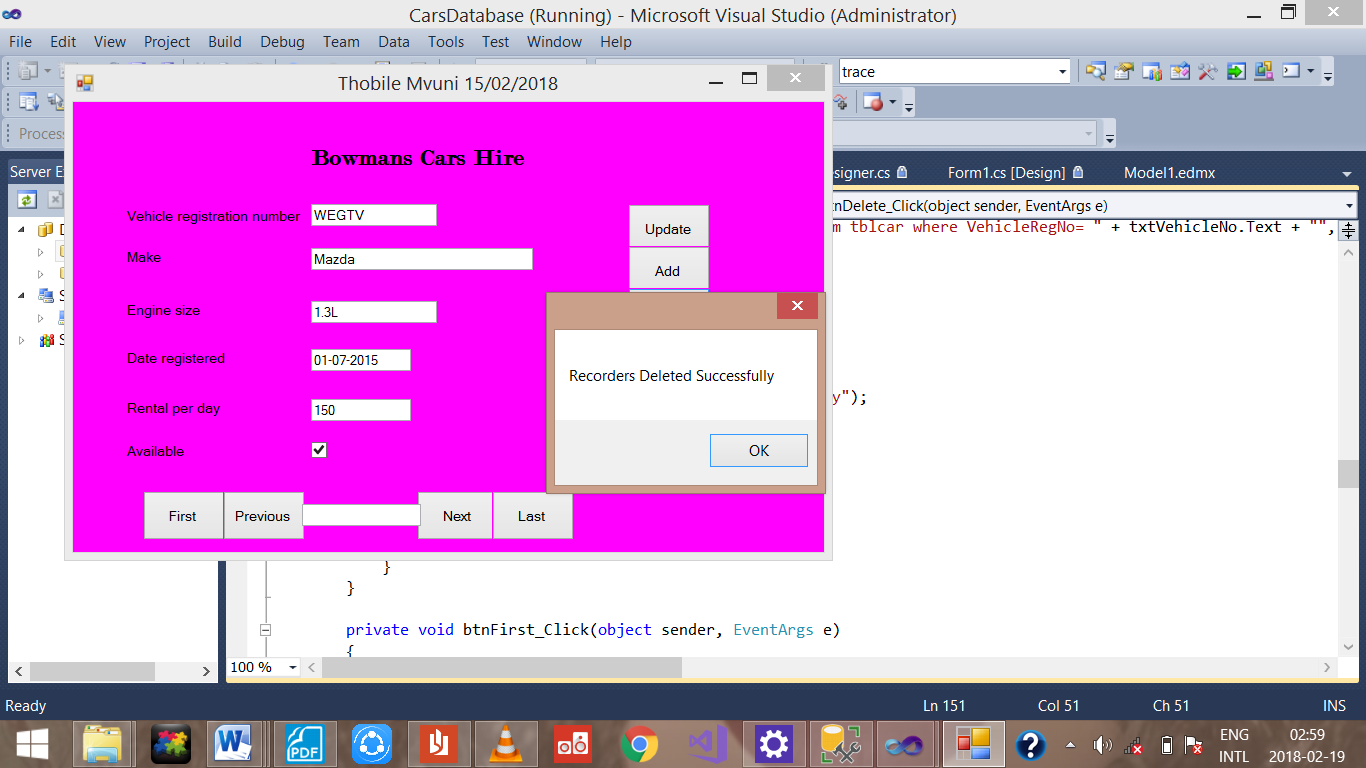 CarsDatabase (Running) - Microsoft Visual Studio (Administrator)
File Edit View Project Build Debug Team Data Tools Test Window Help
trace
Thobile Mvuni 15/02/2018
Process
Server E
signer.cs Form1.cs [Design] Model1.edmx
nDelete_Click(object sender, EventArgs e)
m tblcar where VehicleRegNo= " + txtVehicleNo.Text + "",
Bowmans Cars Hire
Vehicle registration number WEGTV
Update
Make Mazda
Add
Engine size 1.3L
Date registered 01-07-2015
Recorders Deleted Successfully
y");
Rental per day 150
Available
OK
First Previous Next Last
}
}
private void btnFirst_Click(object sender, EventArgs e)
{
100 %
Ready Ln 151 Col 51 Ch 51 INS
PDF
ENG 02:59
INTL 2018-02-19